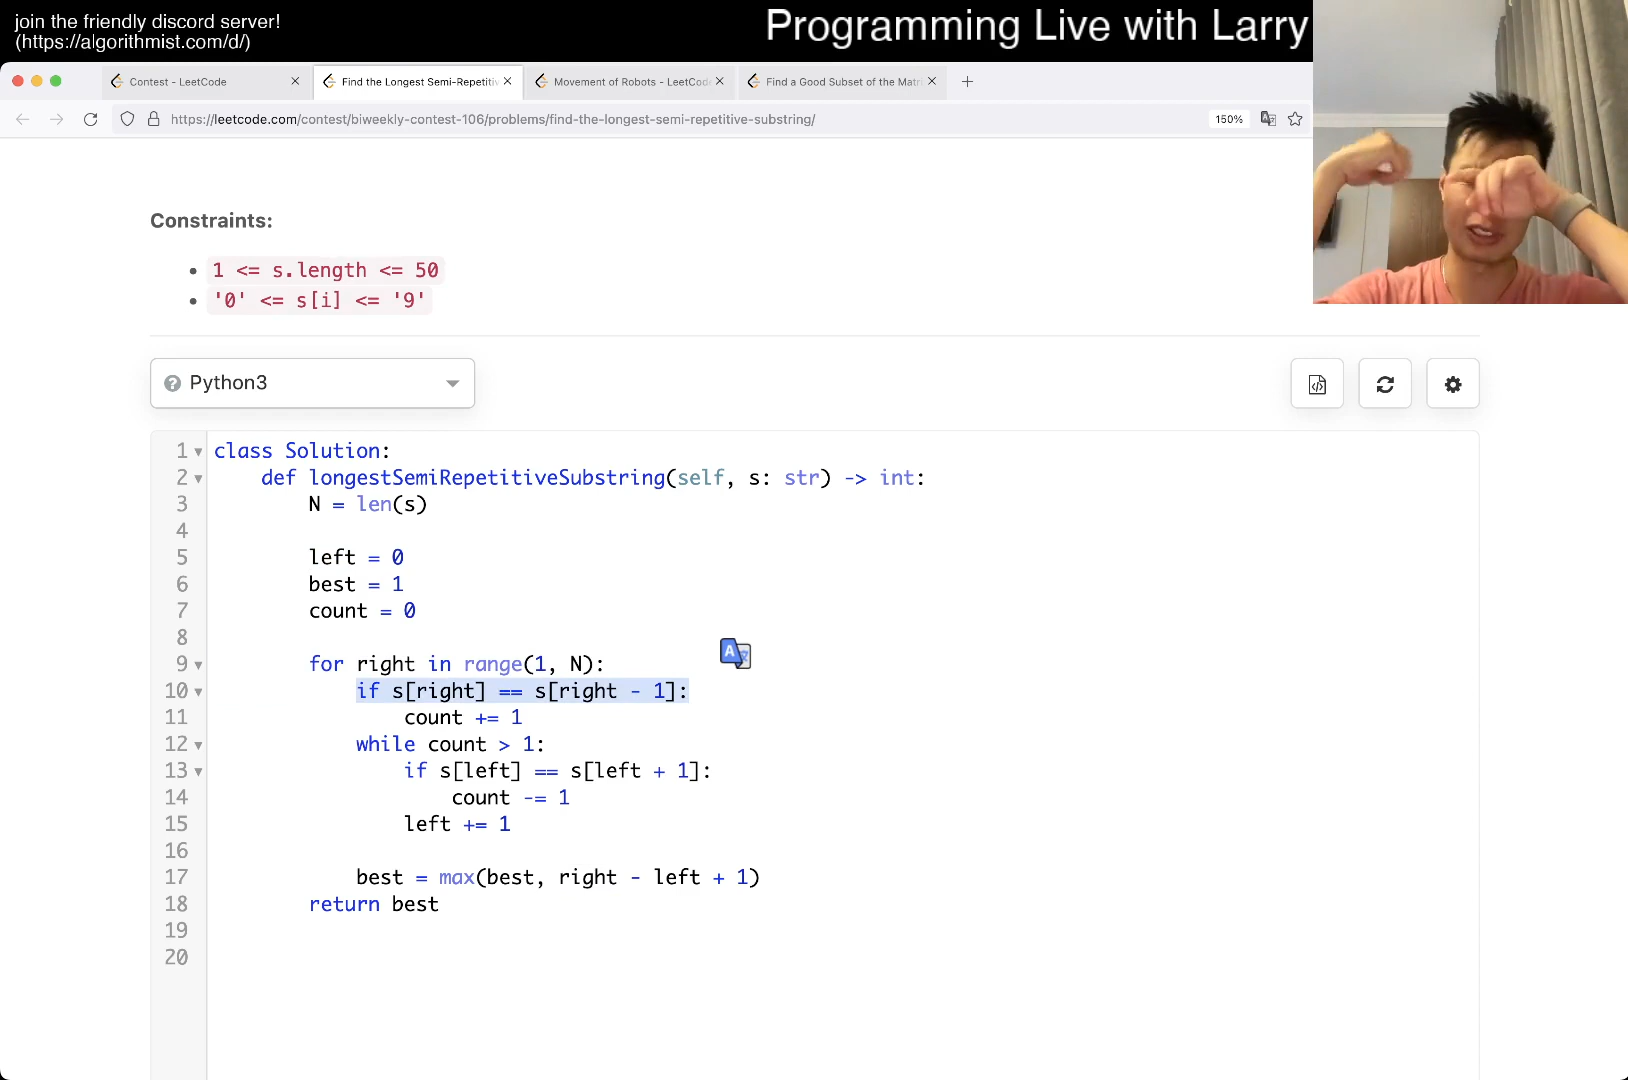 join the friendly discord server!
(https://algorithmist.com/d/)
Programming Live with Larry
Contest - LeetCode
Find the Longest Semi-Repetitiv
Movement of Robots - LeetCod
Find a Good Subset of the Matri
https://leetcode.com/contest/biweekly-contest-106/problems/find-the-longest-semi-repetitive-substring/
150%
Constraints:
1 <= s.length <= 50
'0' <= s[i] <= '9'
Python3
1 class Solution:
2 def longestSemiRepetitiveSubstring(self, s: str) -> int:
3 N = len(s)
4
5 left = 0
6 best = 1
7 count = 0
8
9 for right in range(1, N):
10 if s[right] == s[right - 1]:
11 count += 1
12 while count > 1:
13 if s[left] == s[left + 1]:
14 count -= 1
15 left += 1
16
17 best = max(best, right - left + 1)
18 return best
19
20